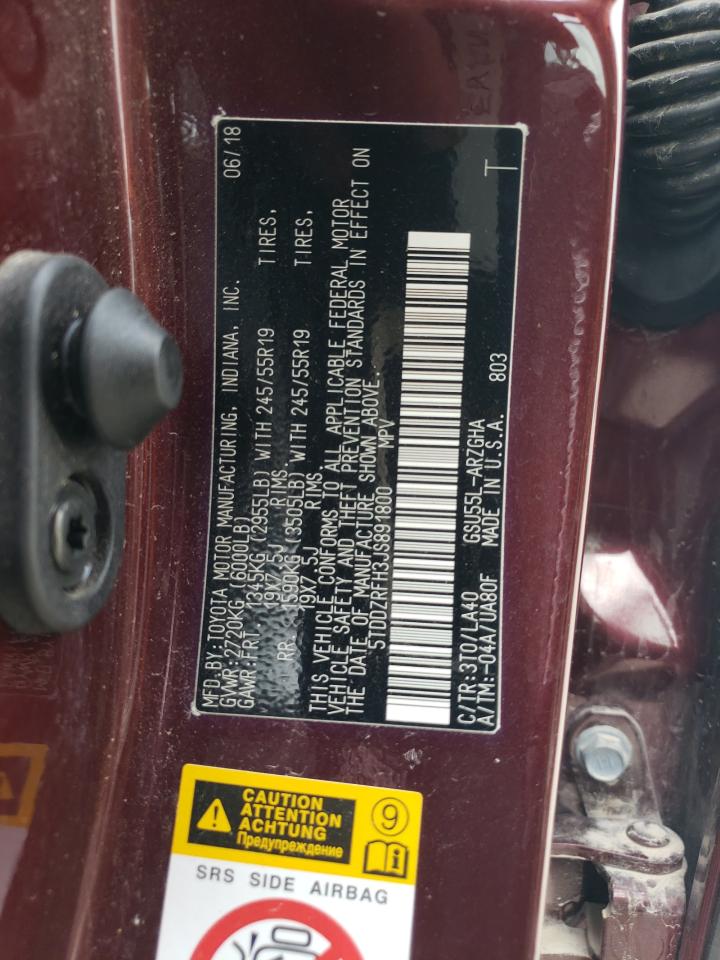 MFD.BY:TOYOTA MOTOR MANUFACTURING, INDIANA, INC. 06/18
GVWR:2720KG (6000LB)
GAWR:FRT. 1345KG (2955LB) WITH 245/55R19 TIRES,
19X7.5J RIMS,
RR. 1590KG (3505LB) WITH 245/55R19 TIRES,
19X7.5J RIMS,
THIS VEHICLE CONFORMS TO ALL APPLICABLE FEDERAL MOTOR
VEHICLE SAFETY AND THEFT PREVENTION STANDARDS IN EFFECT ON
THE DATE OF MANUFACTURE SHOWN ABOVE.
5TDDZRFH3JS891800 MPV
C/TR:3T0/LA40 GSU55L-ARZGHA 803
A/TM:-04A/UA80F MADE IN U.S.A.
T
CAUTION
ATTENTION
ACHTUNG
Предупреждение
9
SRS SIDE AIRBAG